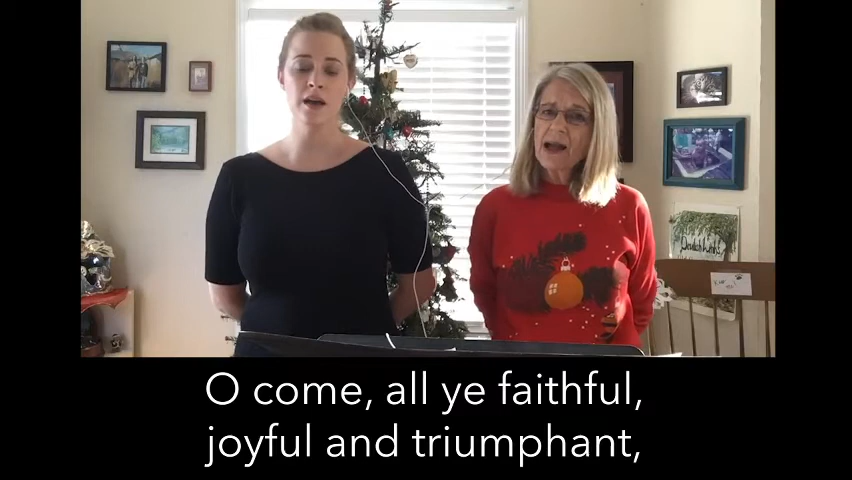 O come, all ye faithful,
joyful and triumphant,